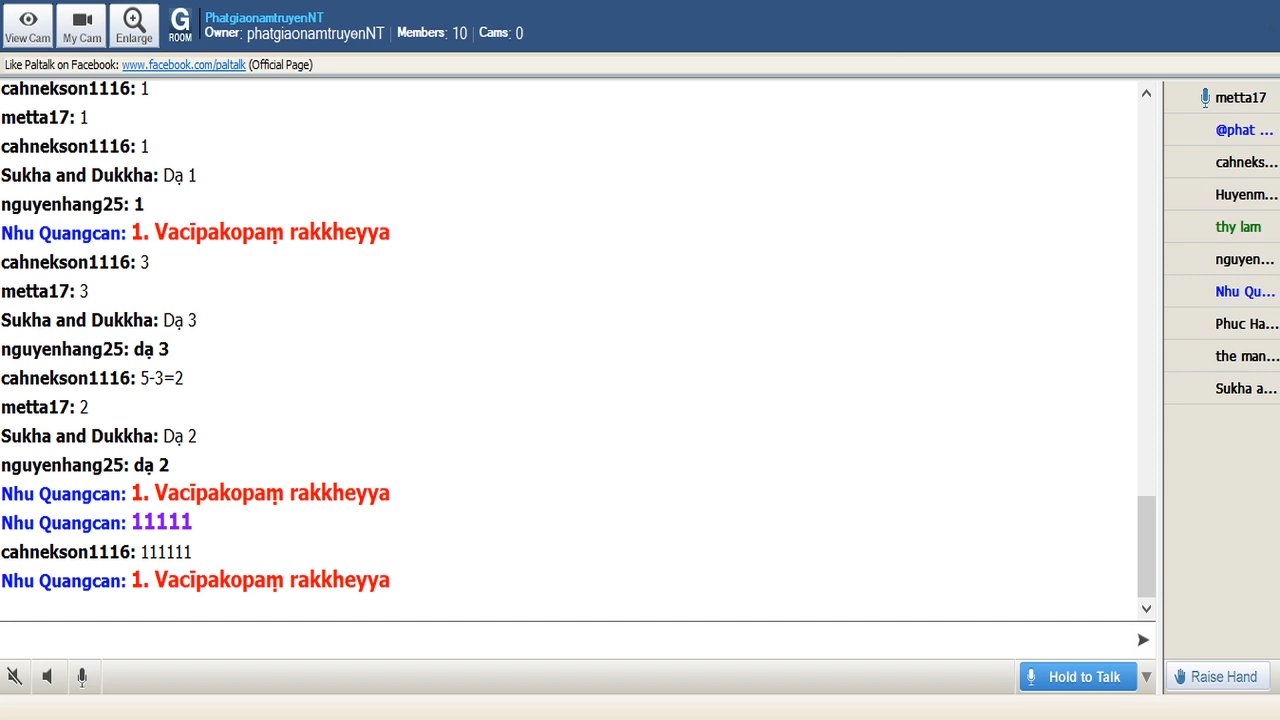 View Cam
My Cam
Enlarge
G
ROOM
PhatgiaonamtruyenNT
Owner: phatgiaonamtruyenNT | Members: 10 | Cams: 0
Like Paltalk on Facebook: www.facebook.com/paltalk (Official Page)
cahnekson1116: 1
metta17: 1
cahnekson1116: 1
Sukha and Dukkha: Dạ 1
nguyenhang25: 1
Nhu Quangcan: 1. Vacīpakopaṃ rakkheyya
cahnekson1116: 3
metta17: 3
Sukha and Dukkha: Dạ 3
nguyenhang25: dạ 3
cahnekson1116: 5-3=2
metta17: 2
Sukha and Dukkha: Dạ 2
nguyenhang25: dạ 2
Nhu Quangcan: 1. Vacīpakopaṃ rakkheyya
Nhu Quangcan: 11111
cahnekson1116: 111111
Nhu Quangcan: 1. Vacīpakopaṃ rakkheyya
metta17
@phat ...
cahneks...
Huyenm...
thy lam
nguyen...
Nhu Qu...
Phuc Ha...
the man...
Sukha a...
Hold to Talk
Raise Hand